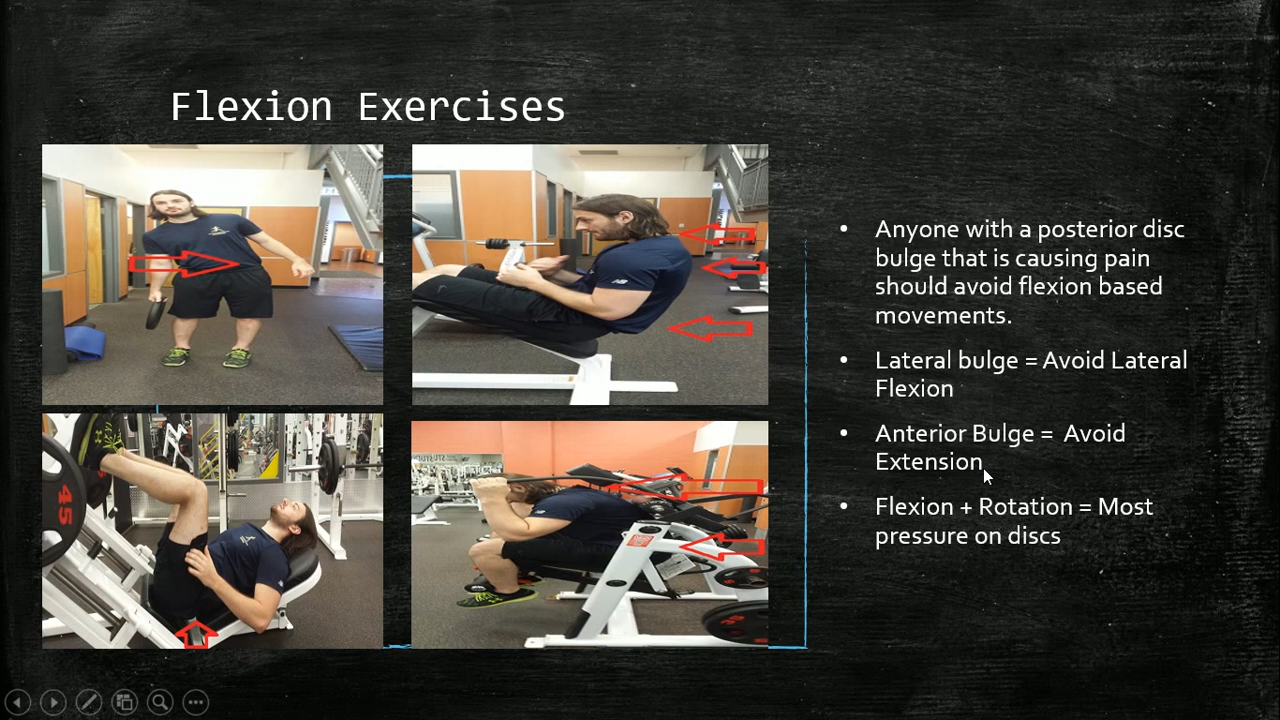 Flexion Exercises
• Anyone with a posterior disc
bulge that is causing pain
should avoid flexion based
movements.
• Lateral bulge = Avoid Lateral
Flexion
• Anterior Bulge = Avoid
Extension
• Flexion + Rotation = Most
pressure on discs
45